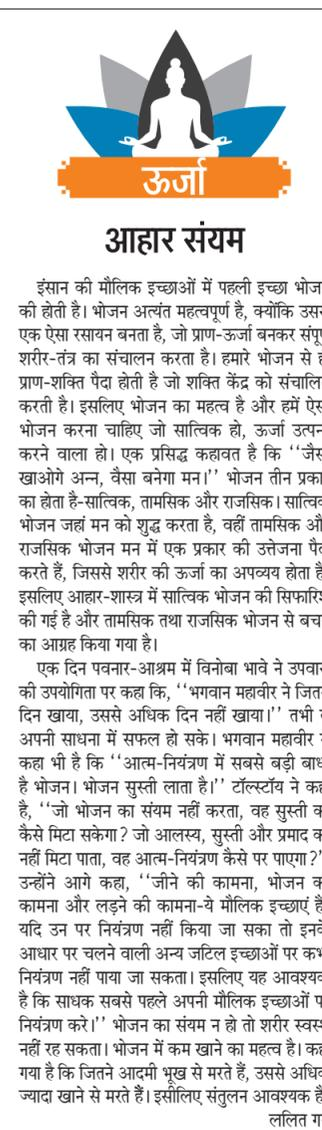 ऊर्जा
आहार संयम
इंसान की मौलिक इच्छाओं में पहली इच्छा भोज
की होती है। भोजन अत्यंत महत्वपूर्ण है, क्योंकि उस
एक ऐसा रसायन बनता है, जो प्राण-ऊर्जा बनकर संपू
शरीर-तंत्र का संचालन करता है। हमारे भोजन से
प्राण-शक्ति पैदा होती है जो शक्ति केंद्र को संचालि
करती है। इसलिए भोजन का महत्व है और हमें ऐस
भोजन करना चाहिए जो सात्विक हो, ऊर्जा उत्पन
करने वाला हो। एक प्रसिद्ध कहावत है कि ‘‘जैस
खाओगे अन्न, वैसा बनेगा मन।’’ भोजन तीन प्रका
का होता है-सात्विक, तामसिक और राजसिक। सात्वि
भोजन जहां मन को शुद्ध करता है, वहीं तामसिक औ
राजसिक भोजन मन में एक प्रकार की उत्तेजना पै
करते हैं, जिससे शरीर की ऊर्जा का अपव्यय होता है
इसलिए आहार-शास्त्र में सात्विक भोजन की सिफारि
की गई है और तामसिक तथा राजसिक भोजन से बच
का आग्रह किया गया है।
एक दिन पवनार-आश्रम में विनोबा भावे ने उपवा
की उपयोगिता पर कहा कि, ‘‘भगवान महावीर ने जित
दिन खाया, उससे अधिक दिन नहीं खाया।’’ तभी
अपनी साधना में सफल हो सके। भगवान महावीर
कहा भी है कि ‘‘आत्म-नियंत्रण में सबसे बड़ी बाध
है भोजन। भोजन सुस्ती लाता है।’’ टॉल्स्टॉय ने कह
है, ‘‘जो भोजन का संयम नहीं करता, वह सुस्ती क
कैसे मिटा सकेगा? जो आलस्य, सुस्ती और प्रमाद क
नहीं मिटा पाता, वह आत्म-नियंत्रण कैसे पर पाएगा?’
उन्होंने आगे कहा, ‘‘जीने की कामना, भोजन क
कामना और लड़ने की कामना-ये मौलिक इच्छाएं है
यदि उन पर नियंत्रण नहीं किया जा सका तो इनक
आधार पर चलने वाली अन्य जटिल इच्छाओं पर कभ
नियंत्रण नहीं पाया जा सकता। इसलिए यह आवश्यक
है कि साधक सबसे पहले अपनी मौलिक इच्छाओं प
नियंत्रण करे।’’ भोजन का संयम न हो तो शरीर स्वस्
नहीं रह सकता। भोजन में कम खाने का महत्व है। कह
गया है कि जितने आदमी भूख से मरते हैं, उससे अधि
ज्यादा खाने से मरते हैं। इसीलिए संतुलन आवश्यक है
ललित ग